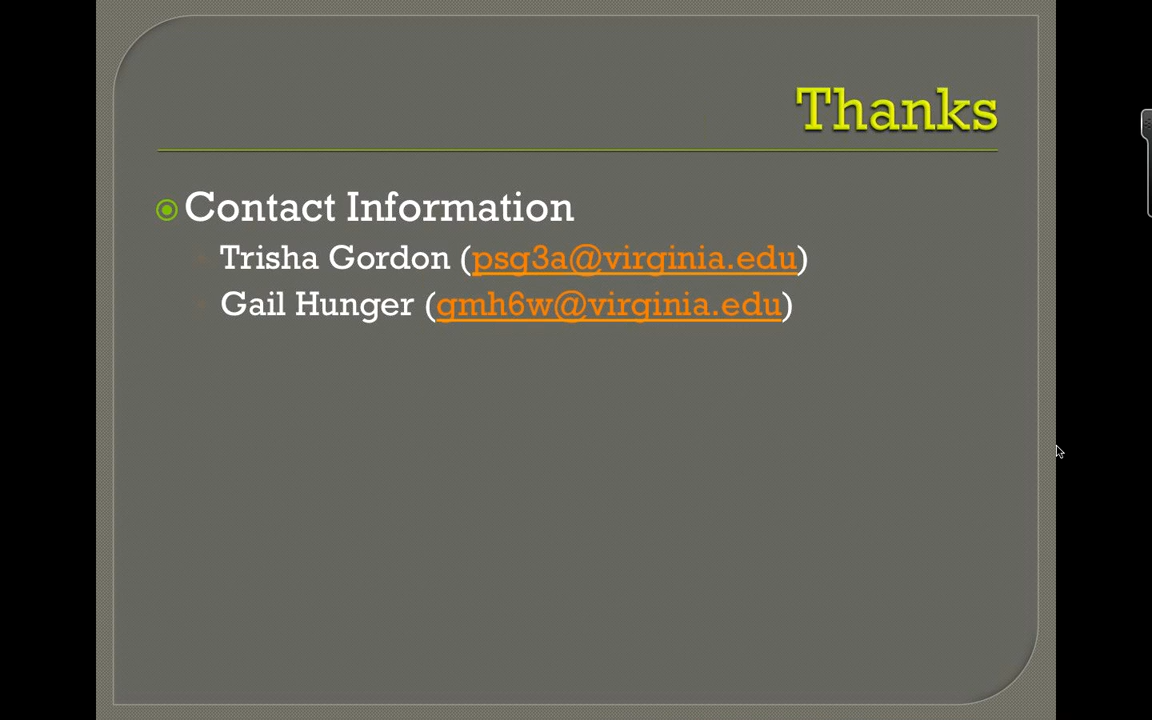 Thanks
Contact Information
Trisha Gordon (psg3a@virginia.edu)
Gail Hunger (gmh6w@virginia.edu)